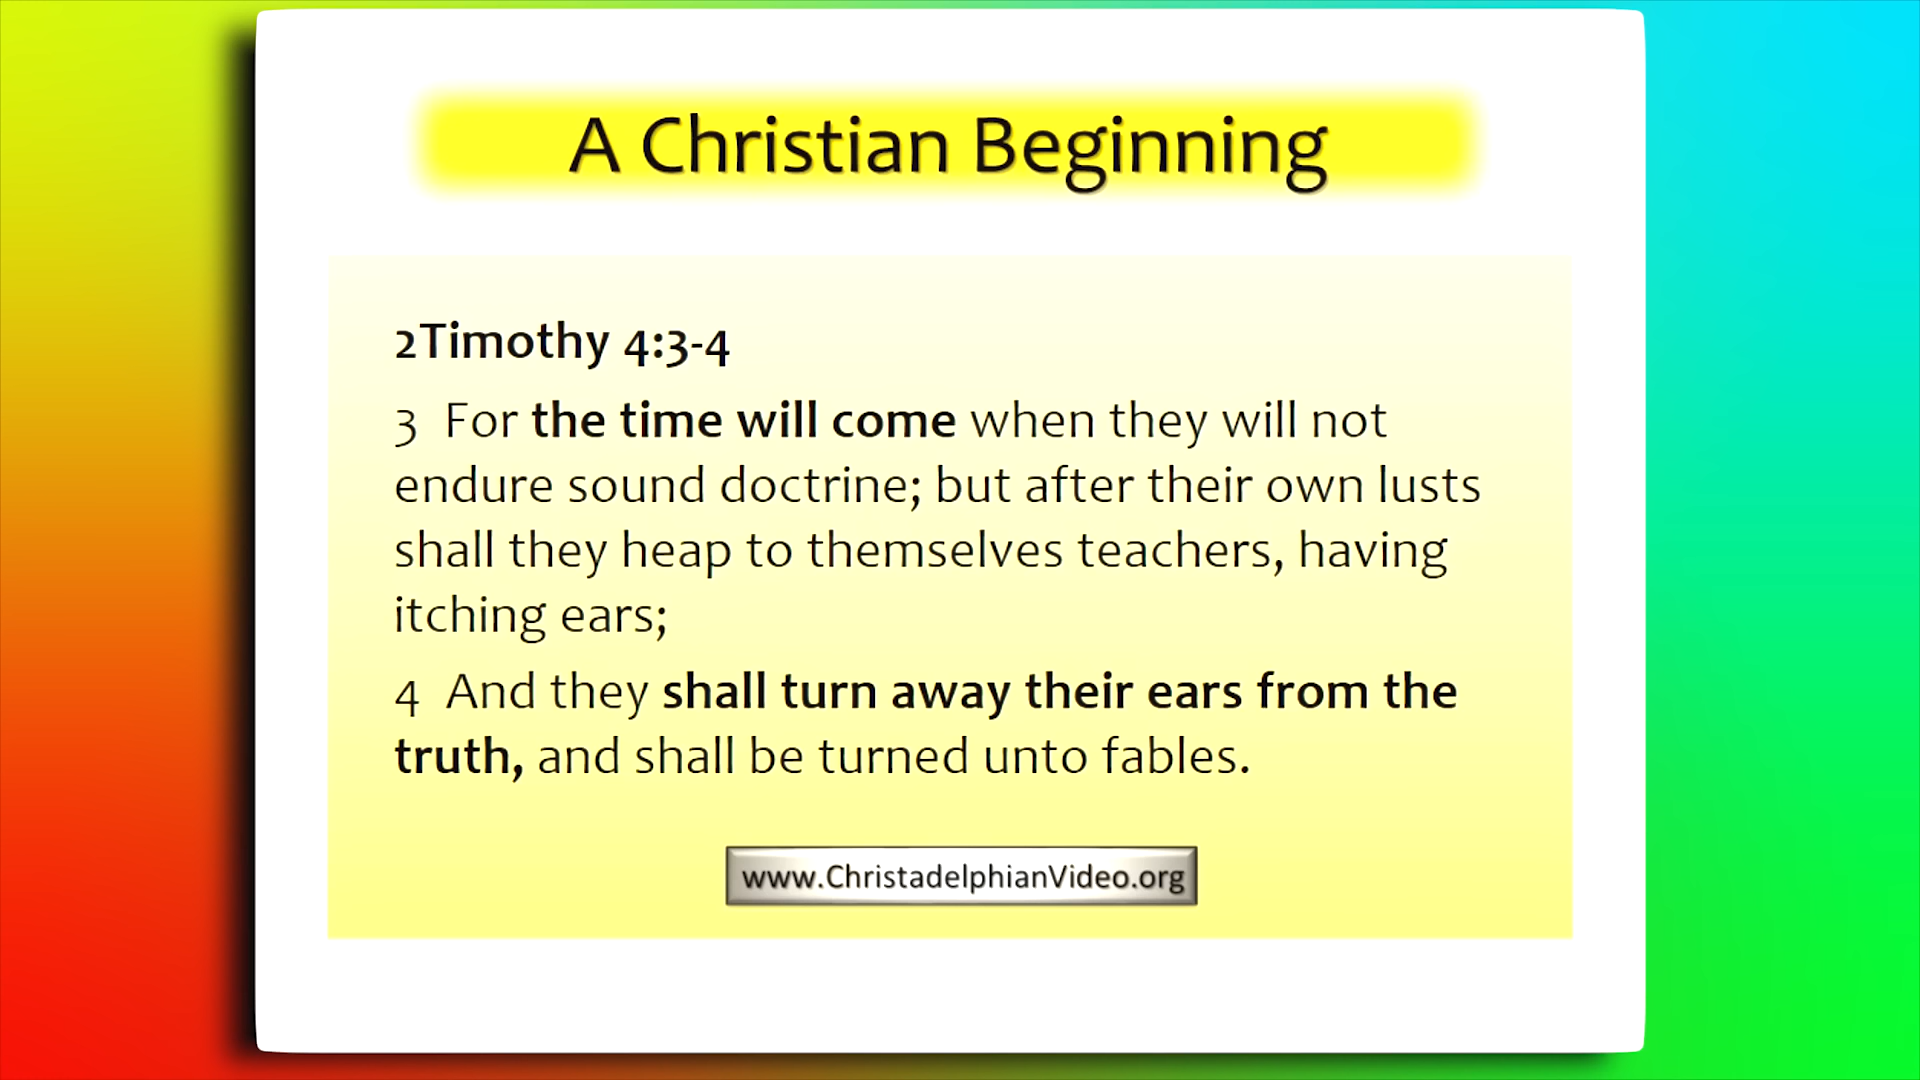 A Christian Beginning
2Timothy 4:3-4
3 For the time will come when they will not
endure sound doctrine; but after their own lusts
shall they heap to themselves teachers, having
itching ears;
4 And they shall turn away their ears from the
truth, and shall be turned unto fables.
www.ChristadelphianVideo.org